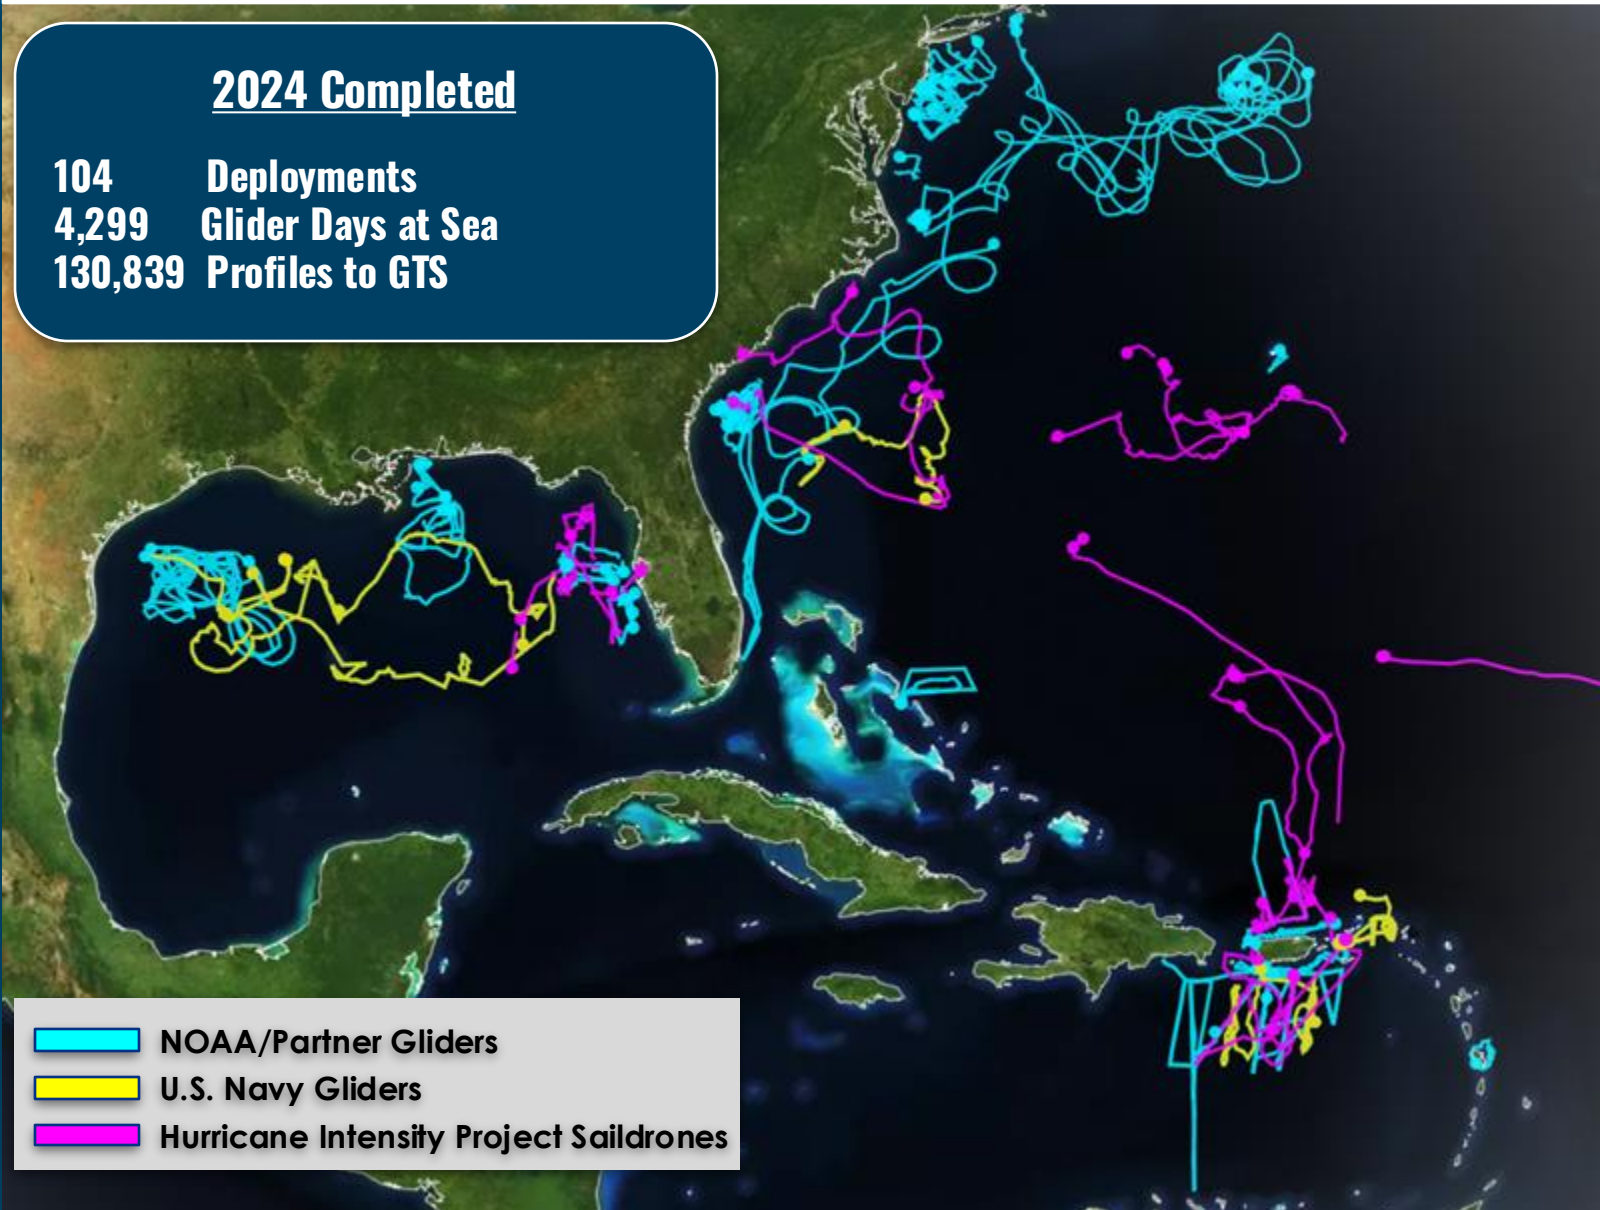 2024 Completed
104 Deployments
4,299 Glider Days at Sea
130,839 Profiles to GTS
NOAA/Partner Gliders
U.S. Navy Gliders
Hurricane Intensity Project Saildrones